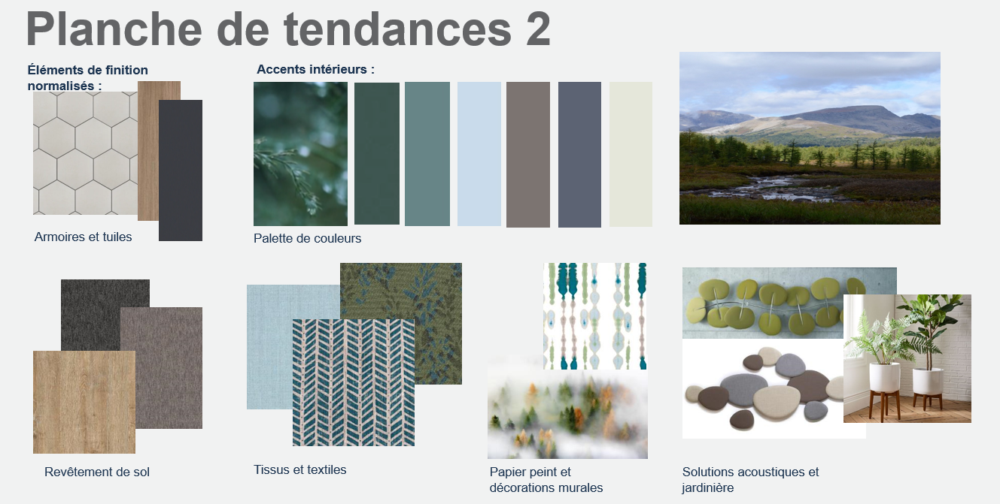 Planche de tendances 2
Éléments de finition
normalisés :
Accents intérieurs :
Armoires et tuiles
Palette de couleurs
Revêtement de sol
Tissus et textiles
Papier peint et
décorations murales
Solutions acoustiques et
jardinière